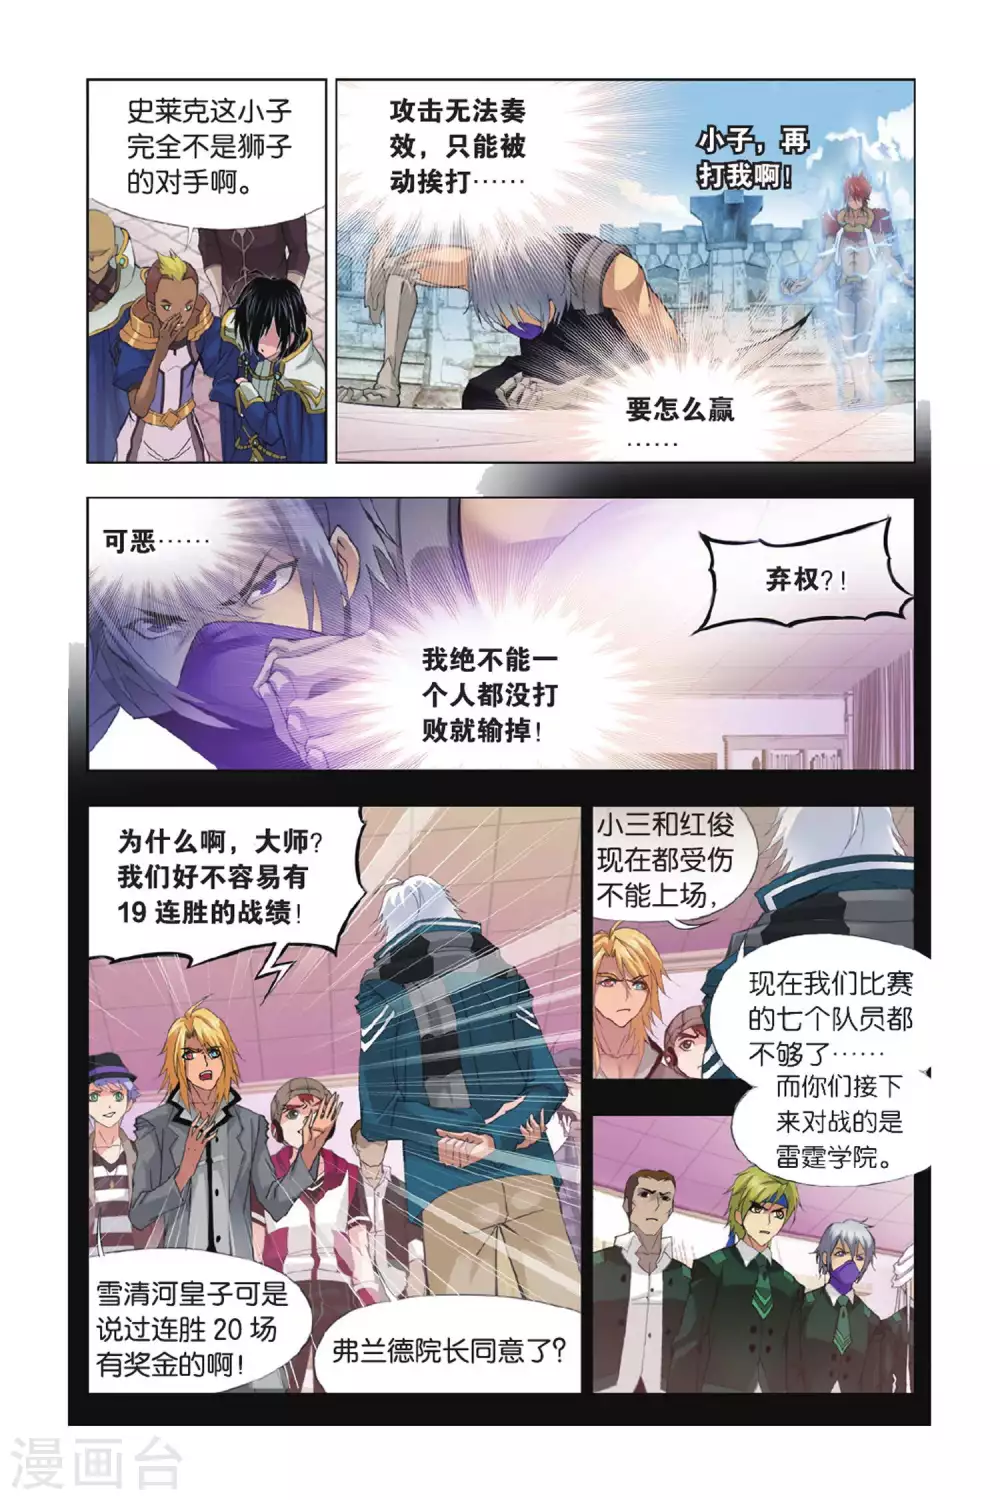 史莱克这小子
完全不是狮子
的对手啊。
攻击无法奏
效，只能被
动挨打……
小子，再
打我啊！
要怎么赢
……
可恶……
弃权？！
我绝不能一
个人都没打
败就输掉！
为什么啊，大师？
我们好不容易有
19 连胜的战绩！
雪清河皇子可是
说过连胜 20 场
有奖金的啊！
弗兰德院长同意了？
小三和红俊
现在都受伤
不能上场，
现在我们比赛
的七个队员都
不够了……
而你们接下
来对战的是
雷霆学院。
漫画台